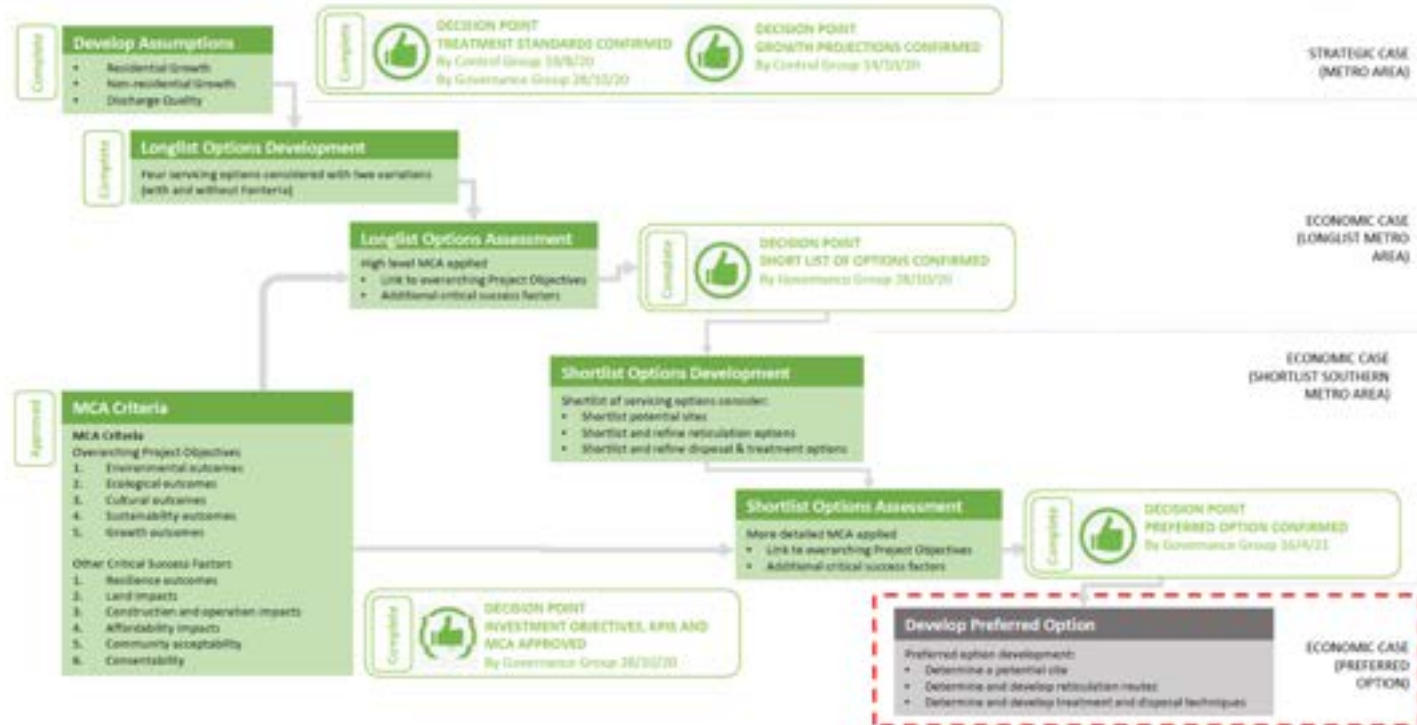 Complete
Develop Assumptions
• Residential Growth
• Non-residential Growth
• Discharge Quality
Complete
DECISION POINT
TREATMENT STANDARDS CONFIRMED
By Control Group
By Governance Group 28/10/20
DECISION POINT
GROWTH PROJECTIONS CONFIRMED
By Control Group 14/10/20
STRATEGIC CASE
(METRO AREA)
Complete
Longlist Options Development
Four servicing options considered with two variations
(with and without Fonterra)
Longlist Options Assessment
High level MCA applied
• Link to overarching Project Objectives
• Additional critical success factors
Complete
DECISION POINT
SHORT LIST OF OPTIONS CONFIRMED
By Governance Group 28/10/20
ECONOMIC CASE
(LONGLIST METRO
AREA)
Shortlist Options Development
Shortlist of servicing options consider:
• Shortlist potential sites
• Shortlist and refine reticulation options
• Shortlist and refine disposal & treatment options
ECONOMIC CASE
(SHORTLIST SOUTHERN
METRO AREA)
Approved
MCA Criteria
MCA Criteria
Overarching Project Objectives
1. Environmental outcomes
2. Ecological outcomes
3. Cultural outcomes
4. Sustainability outcomes
5. Growth outcomes
Other Critical Success Factors
1. Resilience outcomes
2. Land impacts
3. Construction and operation impacts
4. Affordability impacts
5. Community acceptability
6. Consentability
Shortlist Options Assessment
More detailed MCA applied
• Link to overarching Project Objectives
• Additional critical success factors
Complete
DECISION POINT
PREFERRED OPTION CONFIRMED
By Governance Group 16/4/21
Complete
DECISION POINT
INVESTMENT OBJECTIVES, KPIS AND
MCA APPROVED
By Governance Group 28/10/20
Develop Preferred Option
Preferred option development:
• Determine a potential site
• Determine and develop reticulation routes
• Determine and develop treatment and disposal techniques
ECONOMIC CASE
(PREFERRED
OPTION)